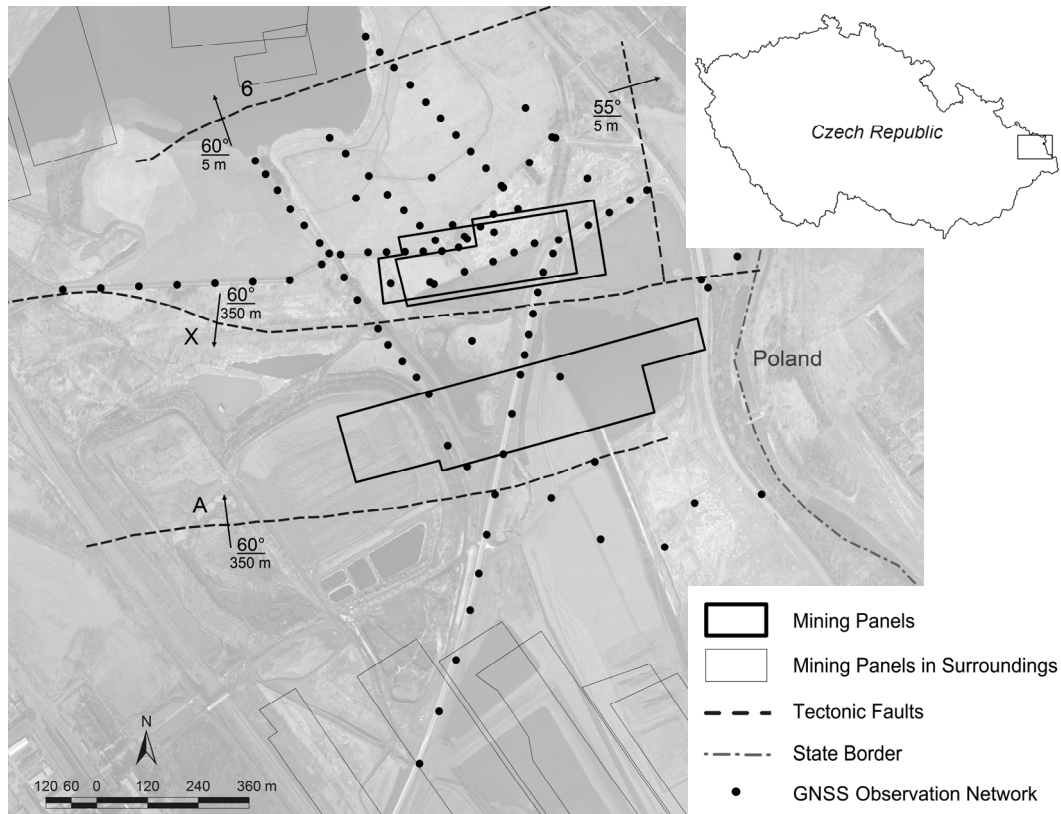 6
60°
5 m
55°
5 m
Czech Republic
60°
350 m
X
Poland
A
60°
350 m
N
120 60 0 120 240 360 m
Mining Panels
Mining Panels in Surroundings
Tectonic Faults
State Border
GNSS Observation Network